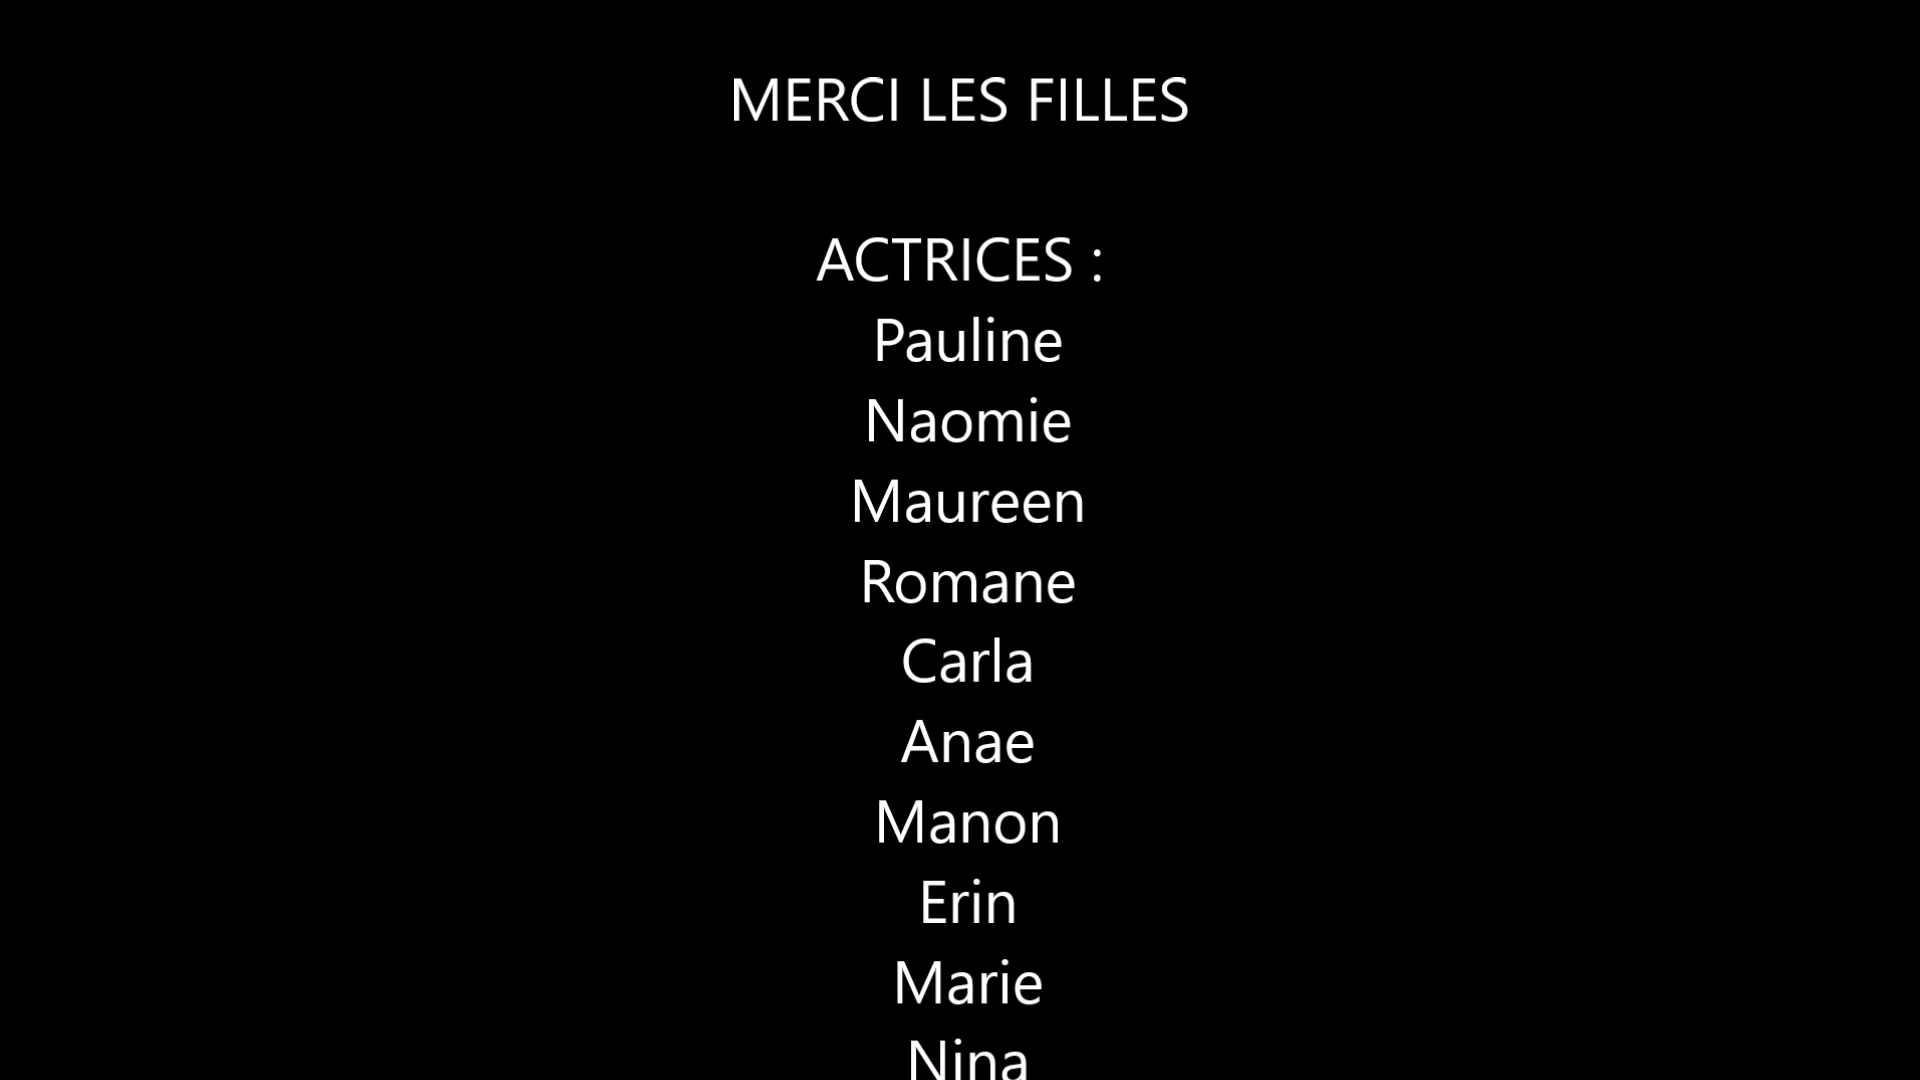 MERCI LES FILLES
ACTRICES :
Pauline
Naomie
Maureen
Romane
Carla
Anae
Manon
Erin
Marie
Nina